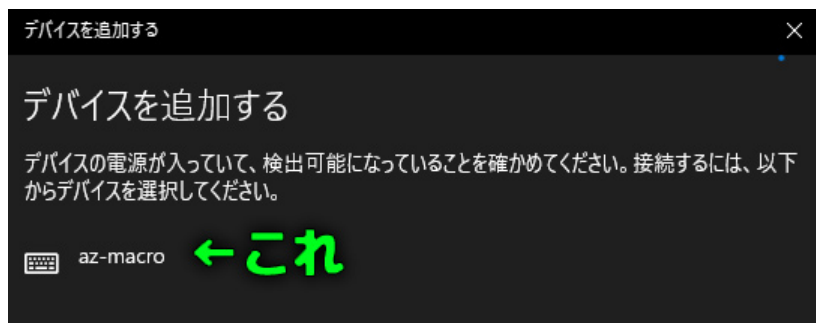 デバイスを追加する
デバイスを追加する
デバイスの電源が入っていて、検出可能になっていることを確かめてください。接続するには、以下
からデバイスを選択してください。
az-macro ←これ